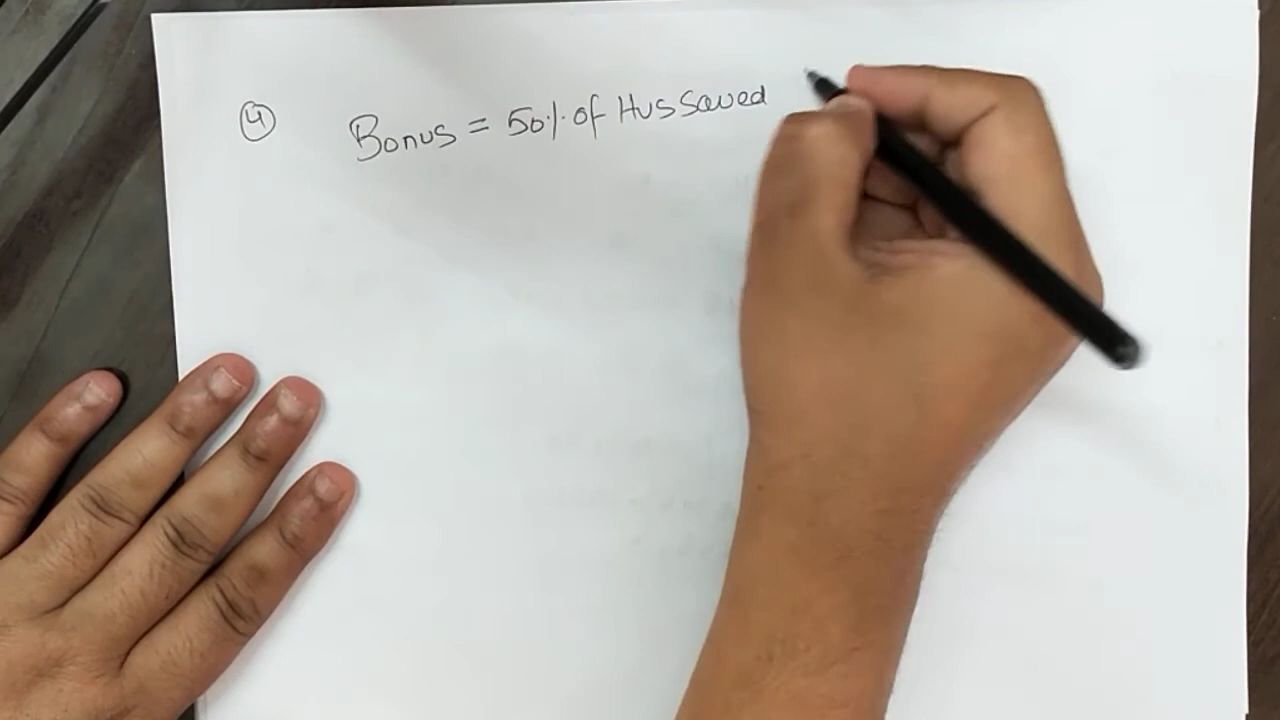 ④ Bonus = 50% of Hrs Saved